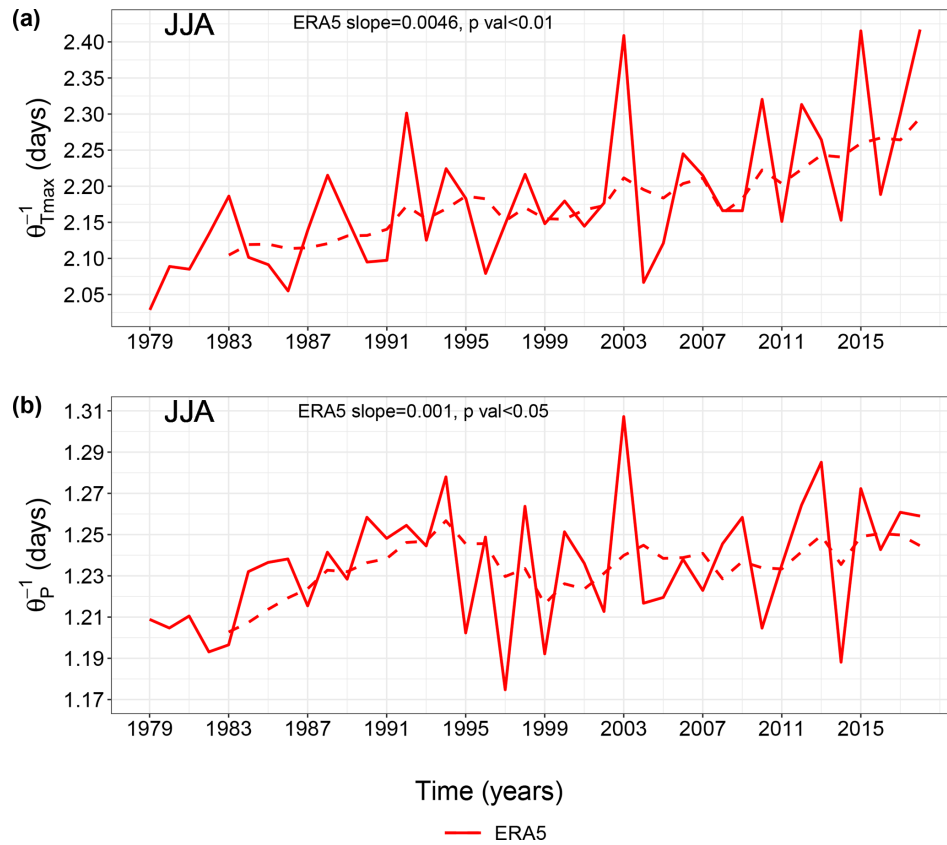 (a)
JJA
ERA5 slope=0.0046, p val<0.01
θ⁻¹Tmax (days)
2.40
2.35
2.30
2.25
2.20
2.15
2.10
2.05
1979 1983 1987 1991 1995 1999 2003 2007 2011 2015
(b)
JJA
ERA5 slope=0.001, p val<0.05
θ⁻¹P (days)
1.31
1.29
1.27
1.25
1.23
1.21
1.19
1.17
1979 1983 1987 1991 1995 1999 2003 2007 2011 2015
Time (years)
ERA5